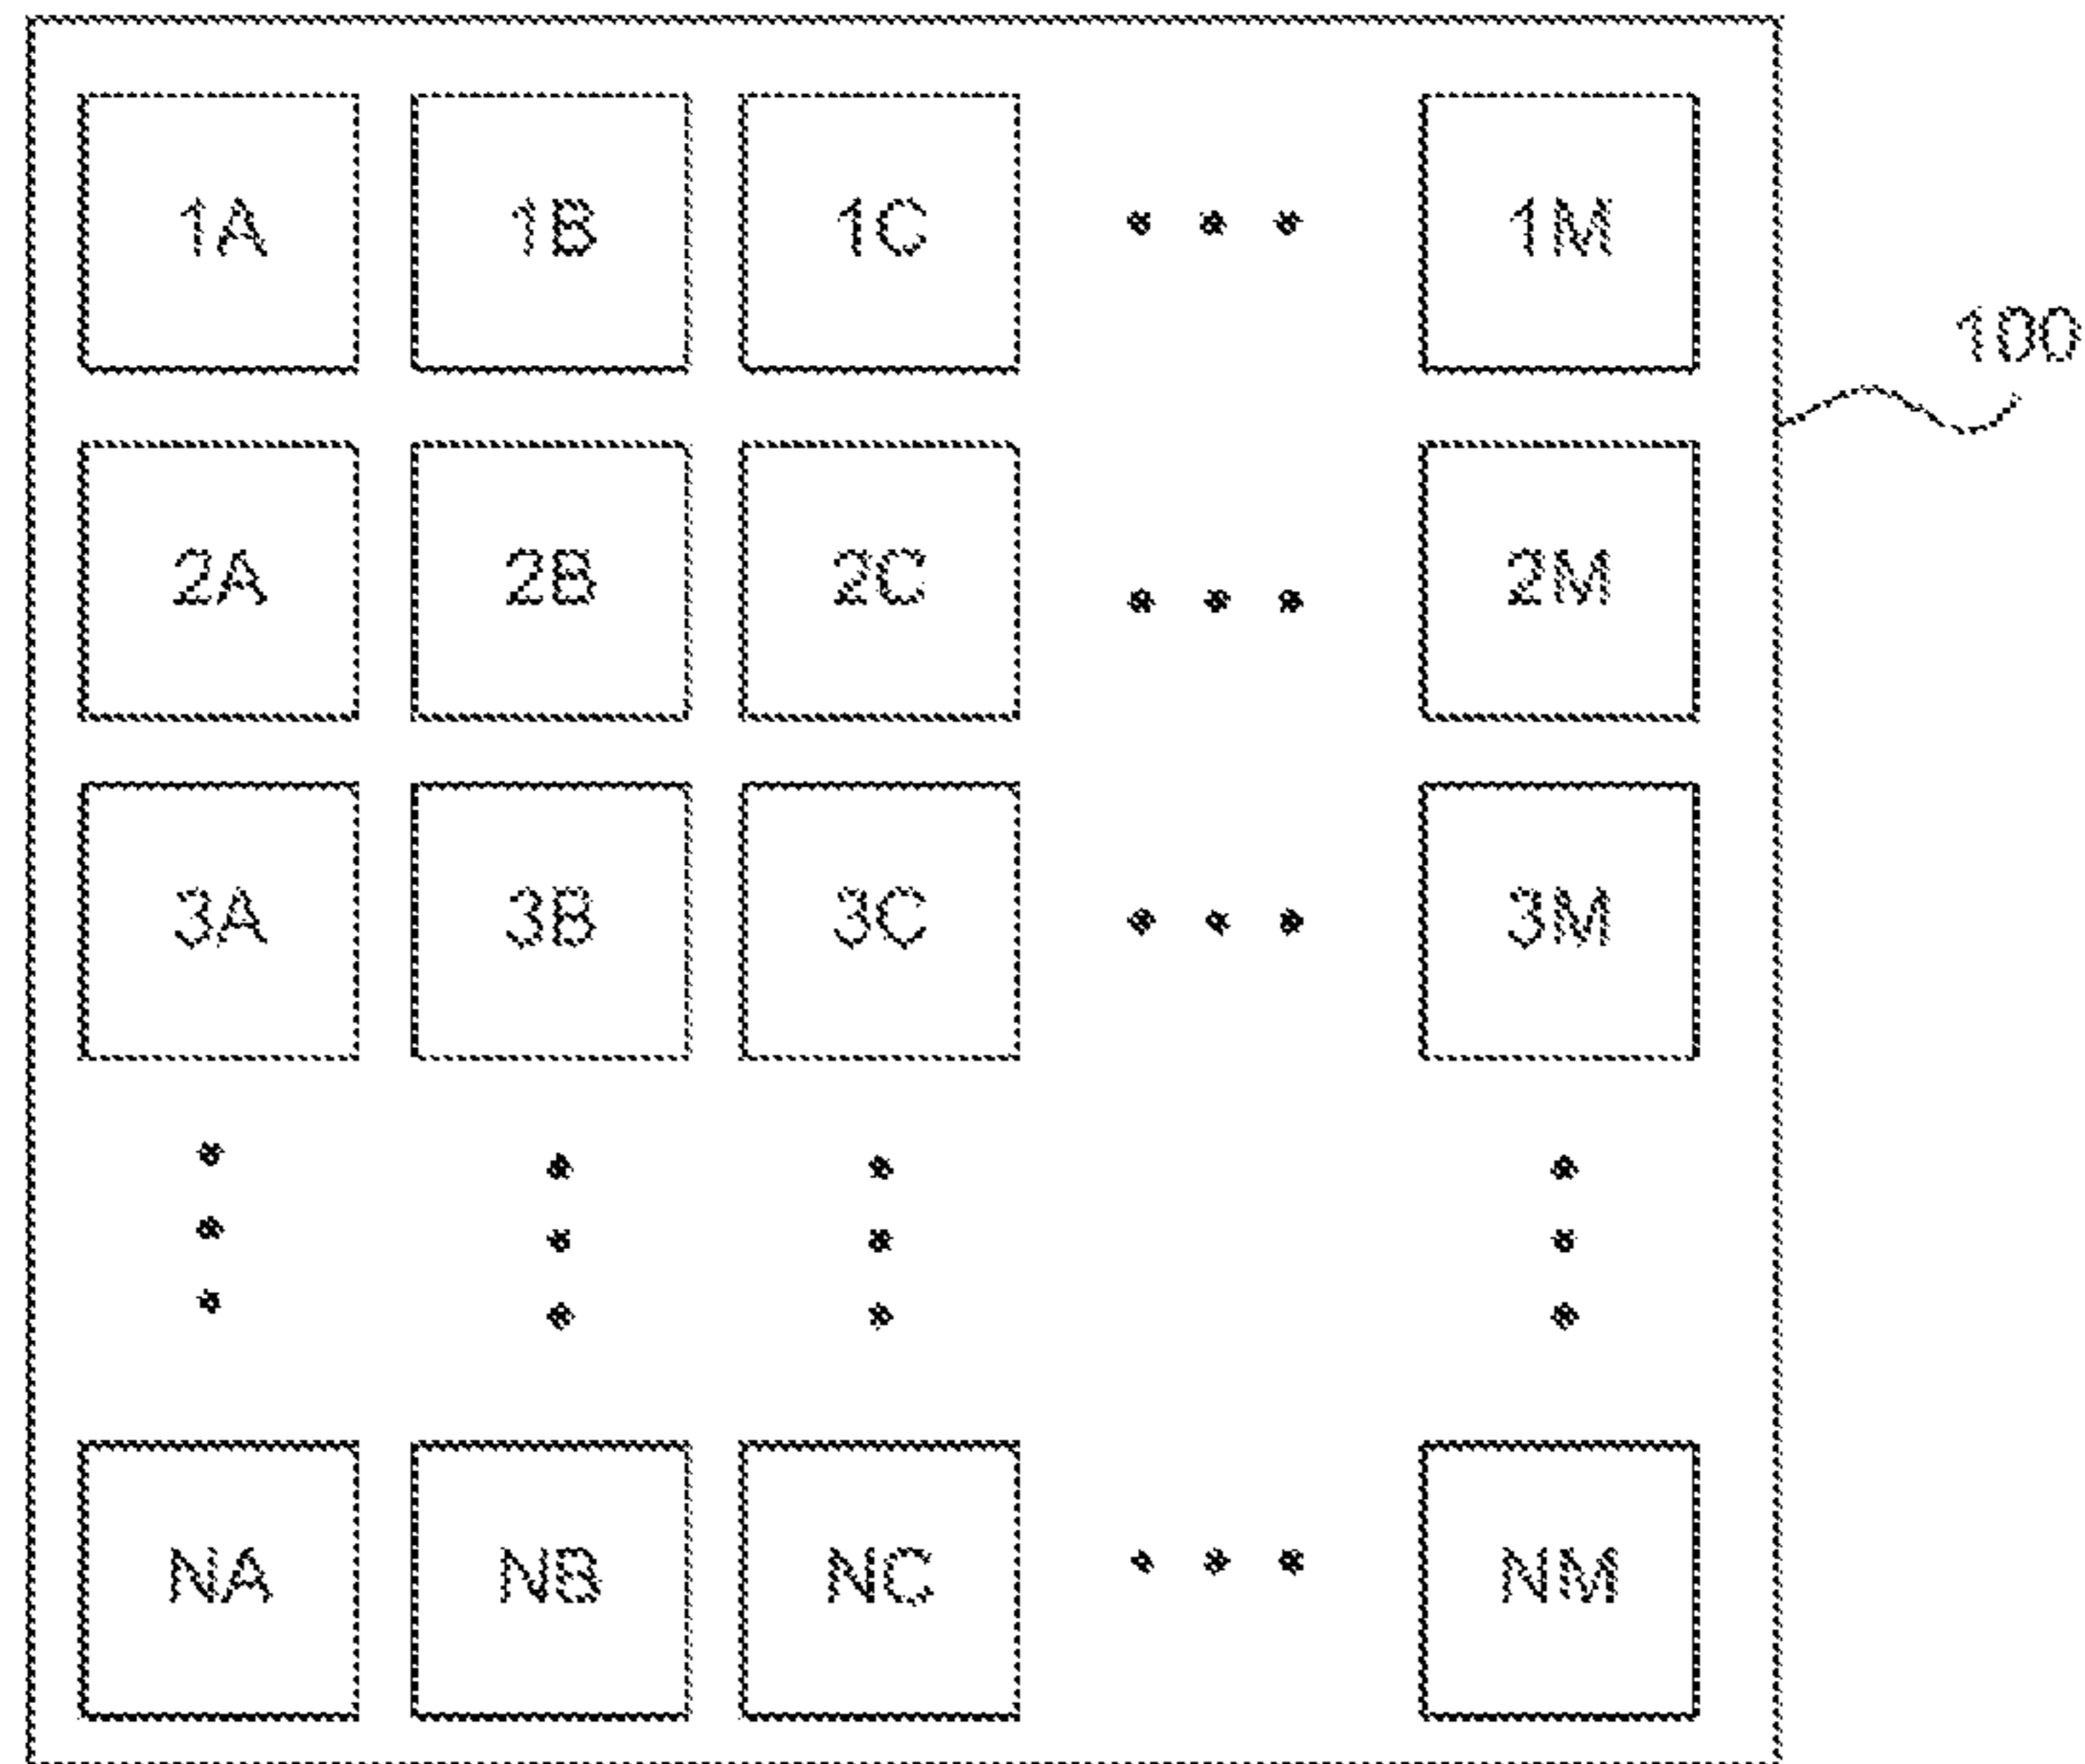 1A 1B 1C • • • 1M
100
2A 2B 2C • • • 2M
3A 3B 3C • • • 3M
NA NB NC • • • NM